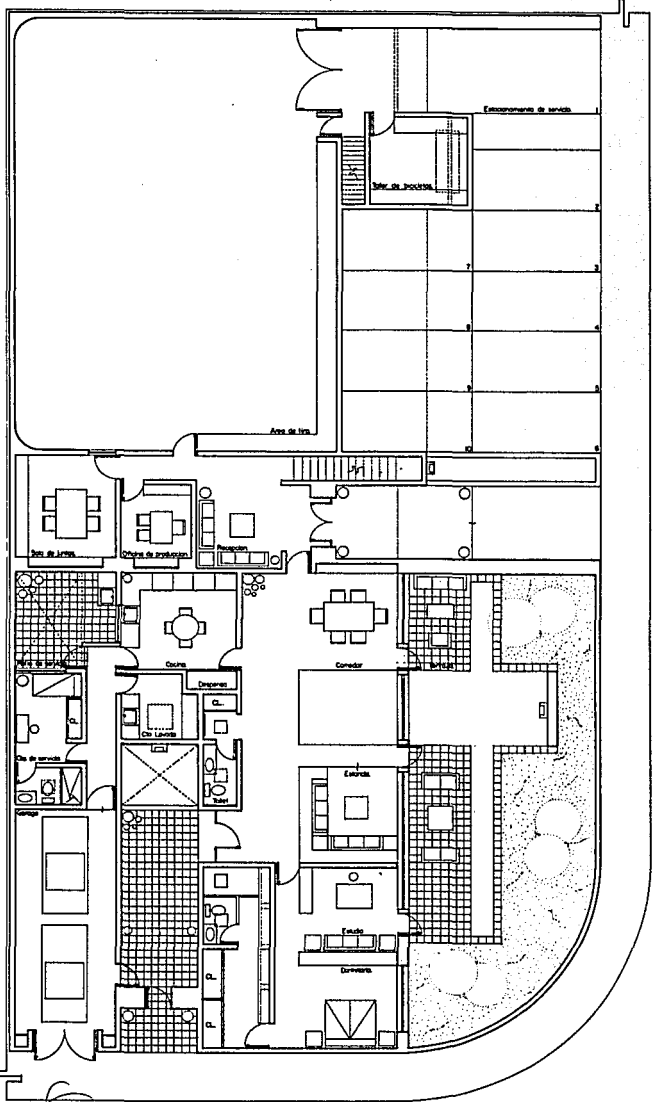 Estacionamiento de servicio
1
Taller de bicicletas
2
7
3
8
4
9
5
Area de tiro
10
6
Sala de juntas
Oficina de produccion
Recepcion
Patio de servicio
Cocina
Comedor
Terraza
Despensa
CL.
Cto Lavado
CL
Cto. de servicio
Estancia
Toilet
Garage
Estudio
Dormitorio
CL
CL